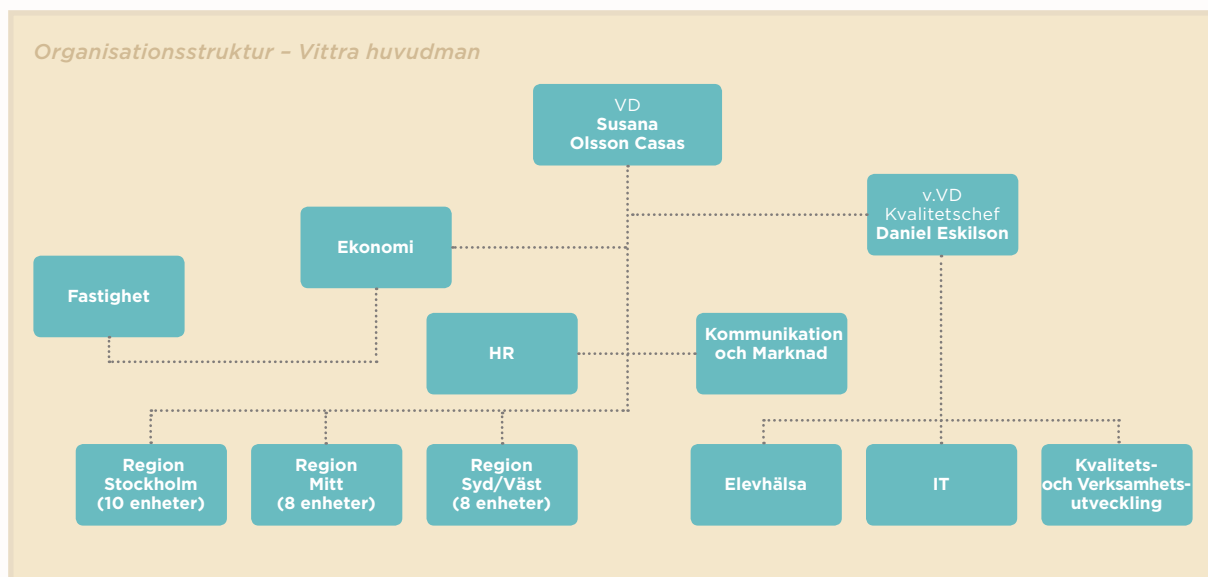 Organisationsstruktur – Vittra huvudman
VD
Susana
Olsson Casas
v.VD
Kvalitetschef
Daniel Eskilson
Ekonomi
Fastighet
HR
Kommunikation
och Marknad
Region
Stockholm
(10 enheter)
Region
Mitt
(8 enheter)
Region
Syd/Väst
(8 enheter)
Elevhälsa
IT
Kvalitets-
och Verksamhets-
utveckling